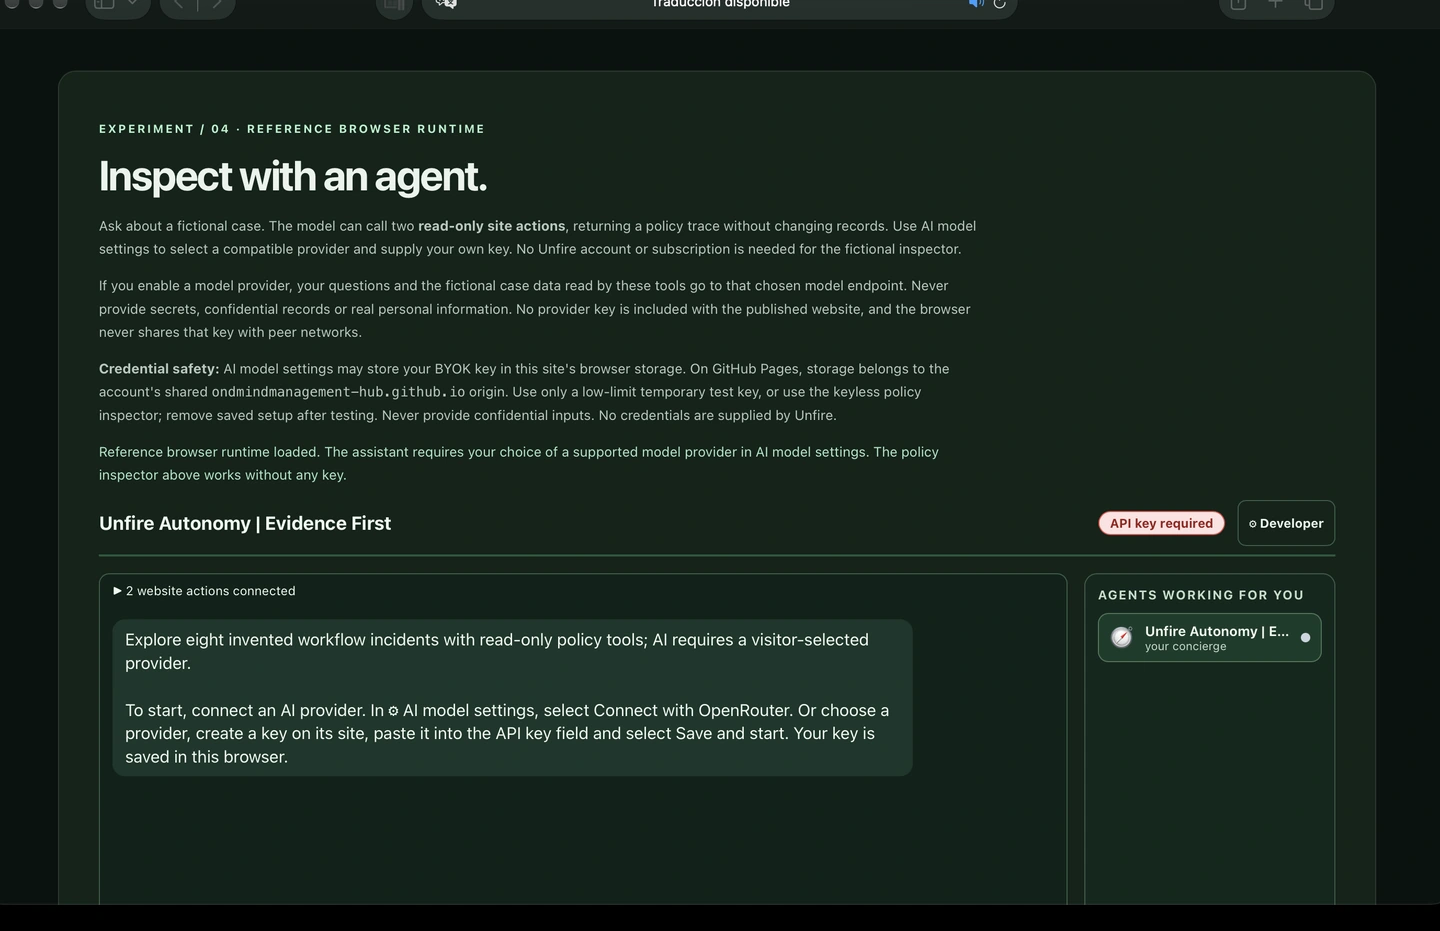 Traducción disponible
EXPERIMENT / 04 · REFERENCE BROWSER RUNTIME
Inspect with an agent.
Ask about a fictional case. The model can call two read-only site actions, returning a policy trace without changing records. Use AI model
settings to select a compatible provider and supply your own key. No Unfire account or subscription is needed for the fictional inspector.
If you enable a model provider, your questions and the fictional case data read by these tools go to that chosen model endpoint. Never
provide secrets, confidential records or real personal information. No provider key is included with the published website, and the browser
never shares that key with peer networks.
Credential safety: AI model settings may store your BYOK key in this site's browser storage. On GitHub Pages, storage belongs to the
account's shared ondmindmanagement-hub.github.io origin. Use only a low-limit temporary test key, or use the keyless policy
inspector; remove saved setup after testing. Never provide confidential inputs. No credentials are supplied by Unfire.
Reference browser runtime loaded. The assistant requires your choice of a supported model provider in AI model settings. The policy
inspector above works without any key.
Unfire Autonomy | Evidence First
API key required
⚙ Developer
▶ 2 website actions connected
Explore eight invented workflow incidents with read-only policy tools; AI requires a visitor-selected
provider.
To start, connect an AI provider. In ⚙ AI model settings, select Connect with OpenRouter. Or choose a
provider, create a key on its site, paste it into the API key field and select Save and start. Your key is
saved in this browser.
AGENTS WORKING FOR YOU
Unfire Autonomy | E...
your concierge